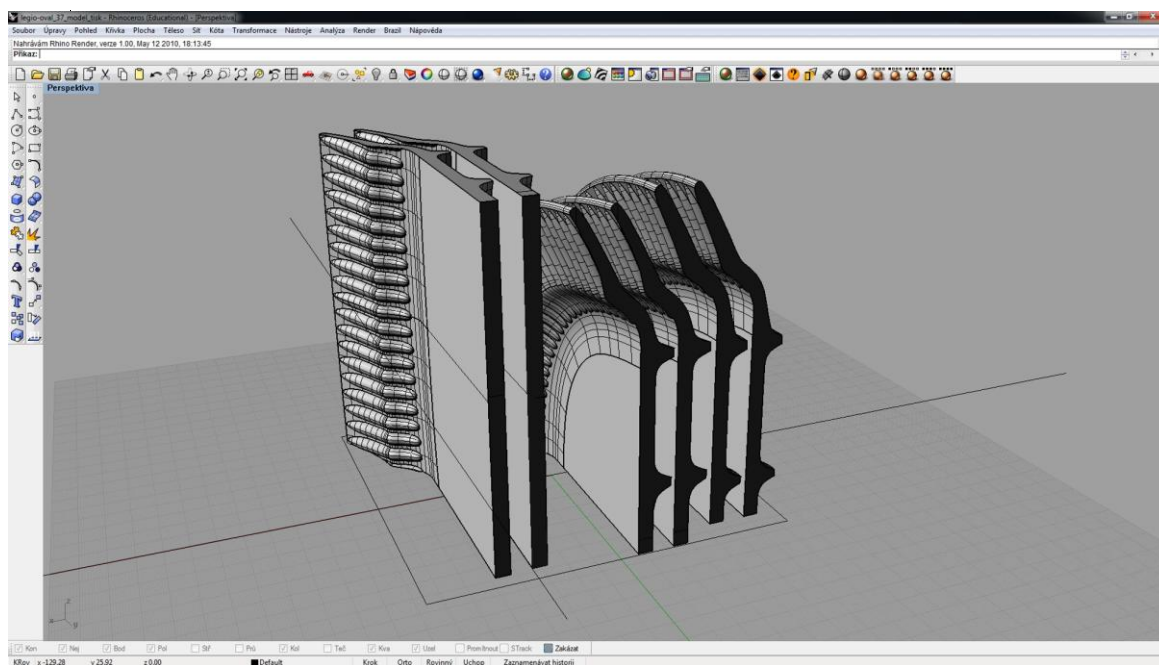 legio-oval_37_model_tisk - Rhinoceros (Educational) - [Perspektiva]
Soubor Úpravy Pohled Křivka Plocha Těleso Síť Kóta Transformace Nástroje Analýza Render Brazil Nápověda
Nahrávám Rhino Render, verze 1.00, May 12 2010, 18:13:45
Příkaz:
Perspektiva
z
x
y
Kon Nej Bod Pol Stř Prů Kol Teč Kva Uzel Promítnout STrack Zakázat
KRov x -129.28 y 25.92 z 0.00 Default Krok Orto Rovinný Uchop Zaznamenávat historii